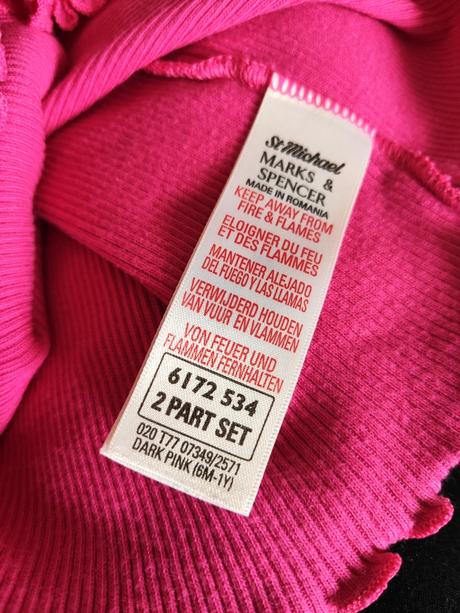 St Michael
MARKS &
SPENCER
MADE IN ROMANIA
KEEP AWAY FROM
FIRE & FLAMES
ELOIGNER DU FEU
ET DES FLAMMES
MANTENER ALEJADO
DEL FUEGO Y LAS LLAMAS
VERWIJDERD HOUDEN
VAN VUUR EN VLAMMEN
VON FEUER UND
FLAMMEN FERNHALTEN
6172 534
2 PART SET
020 T77 07349/2571
DARK PINK (6M-1Y)